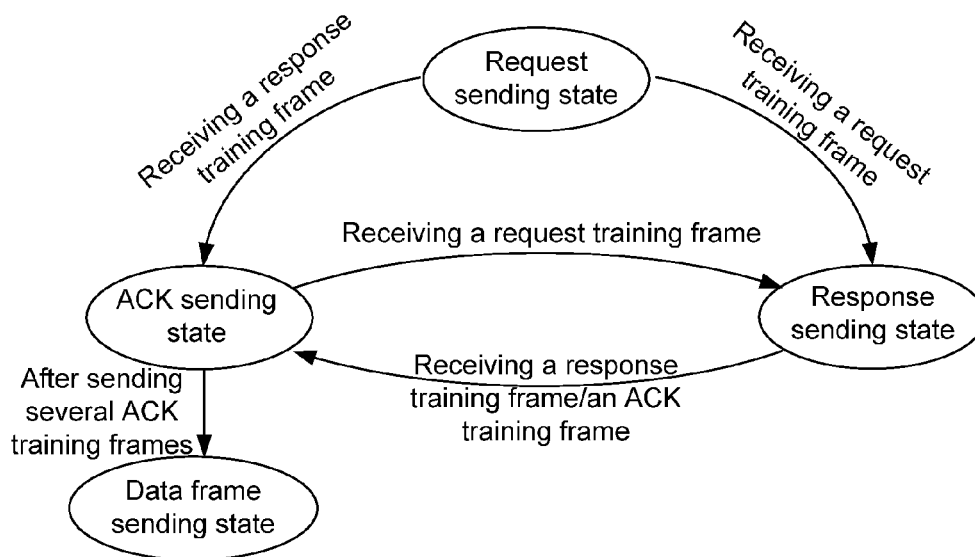 Request
sending state
Receiving a response
training frame
Receiving a request
training frame
Receiving a request training frame
ACK sending
state
Response
sending state
Receiving a response
training frame/an ACK
training frame
After sending
several ACK
training frames
Data frame
sending state